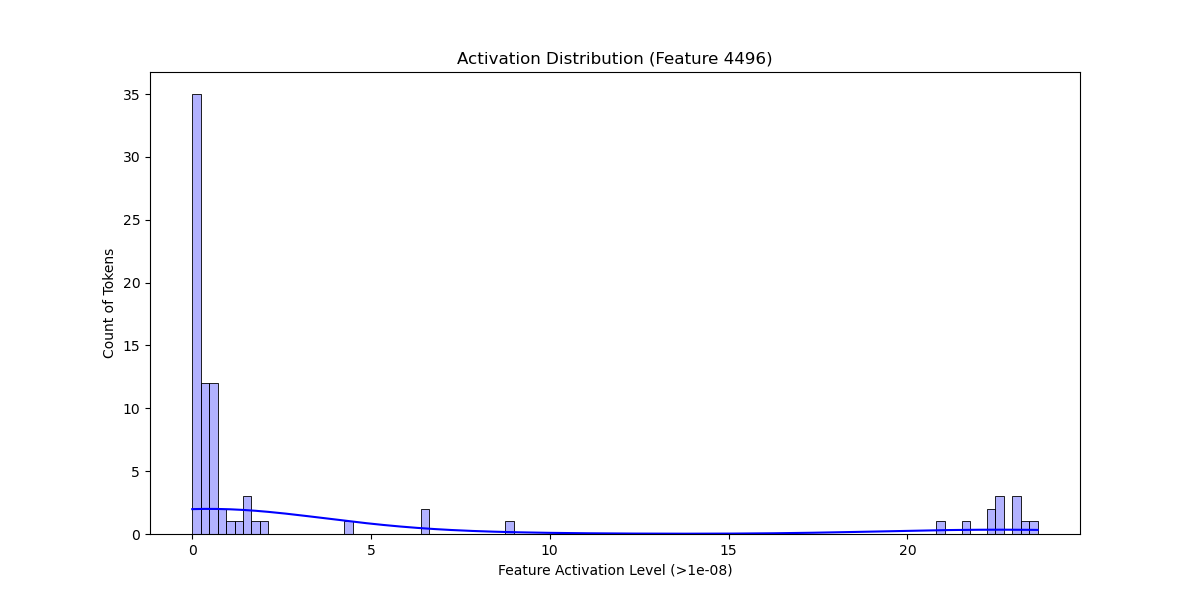 Activation Distribution (Feature 4496)
35
30
25
20
15
10
5
0
Count of Tokens
0 5 10 15 20
Feature Activation Level (>1e-08)